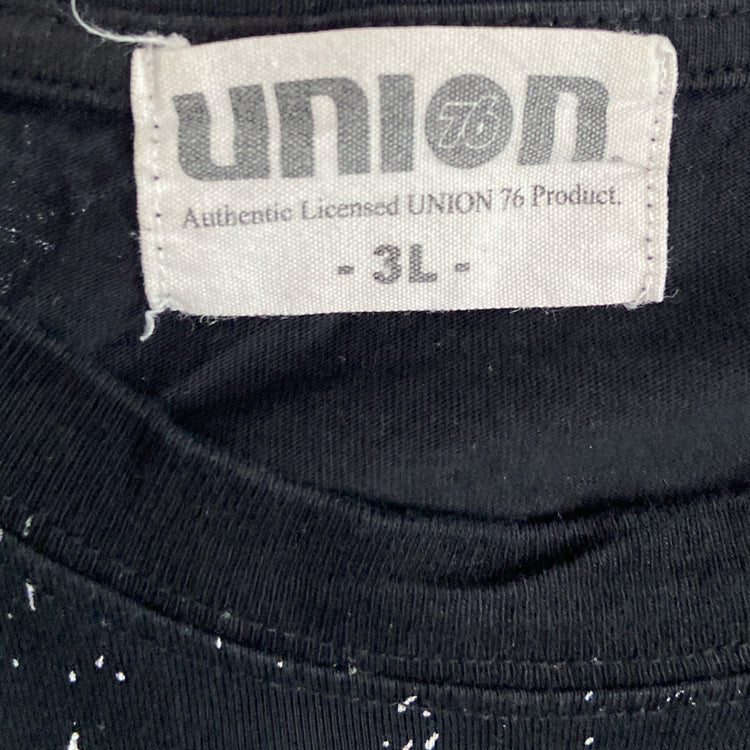 union 76
Authentic Licensed UNION 76 Product.
- 3L -